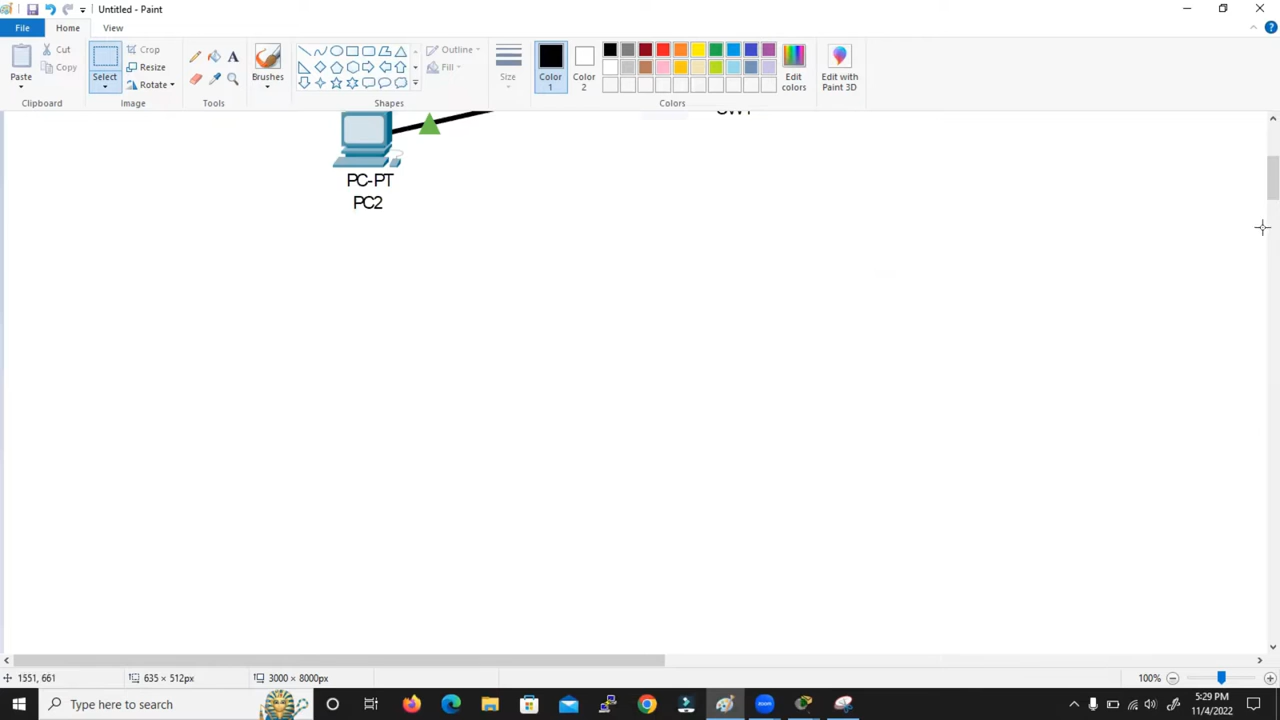 Untitled - Paint
File
Home
View
Paste
Cut
Copy
Clipboard
Select
Crop
Resize
Rotate
Image
Tools
Brushes
Shapes
Outline
Fill
Size
Color 1
Color 2
Colors
Edit colors
Edit with Paint 3D
SW1
PC-PT
PC2
1551, 661
635 × 512px
3000 × 8000px
100%
Type here to search
zoom
5:29 PM
11/4/2022